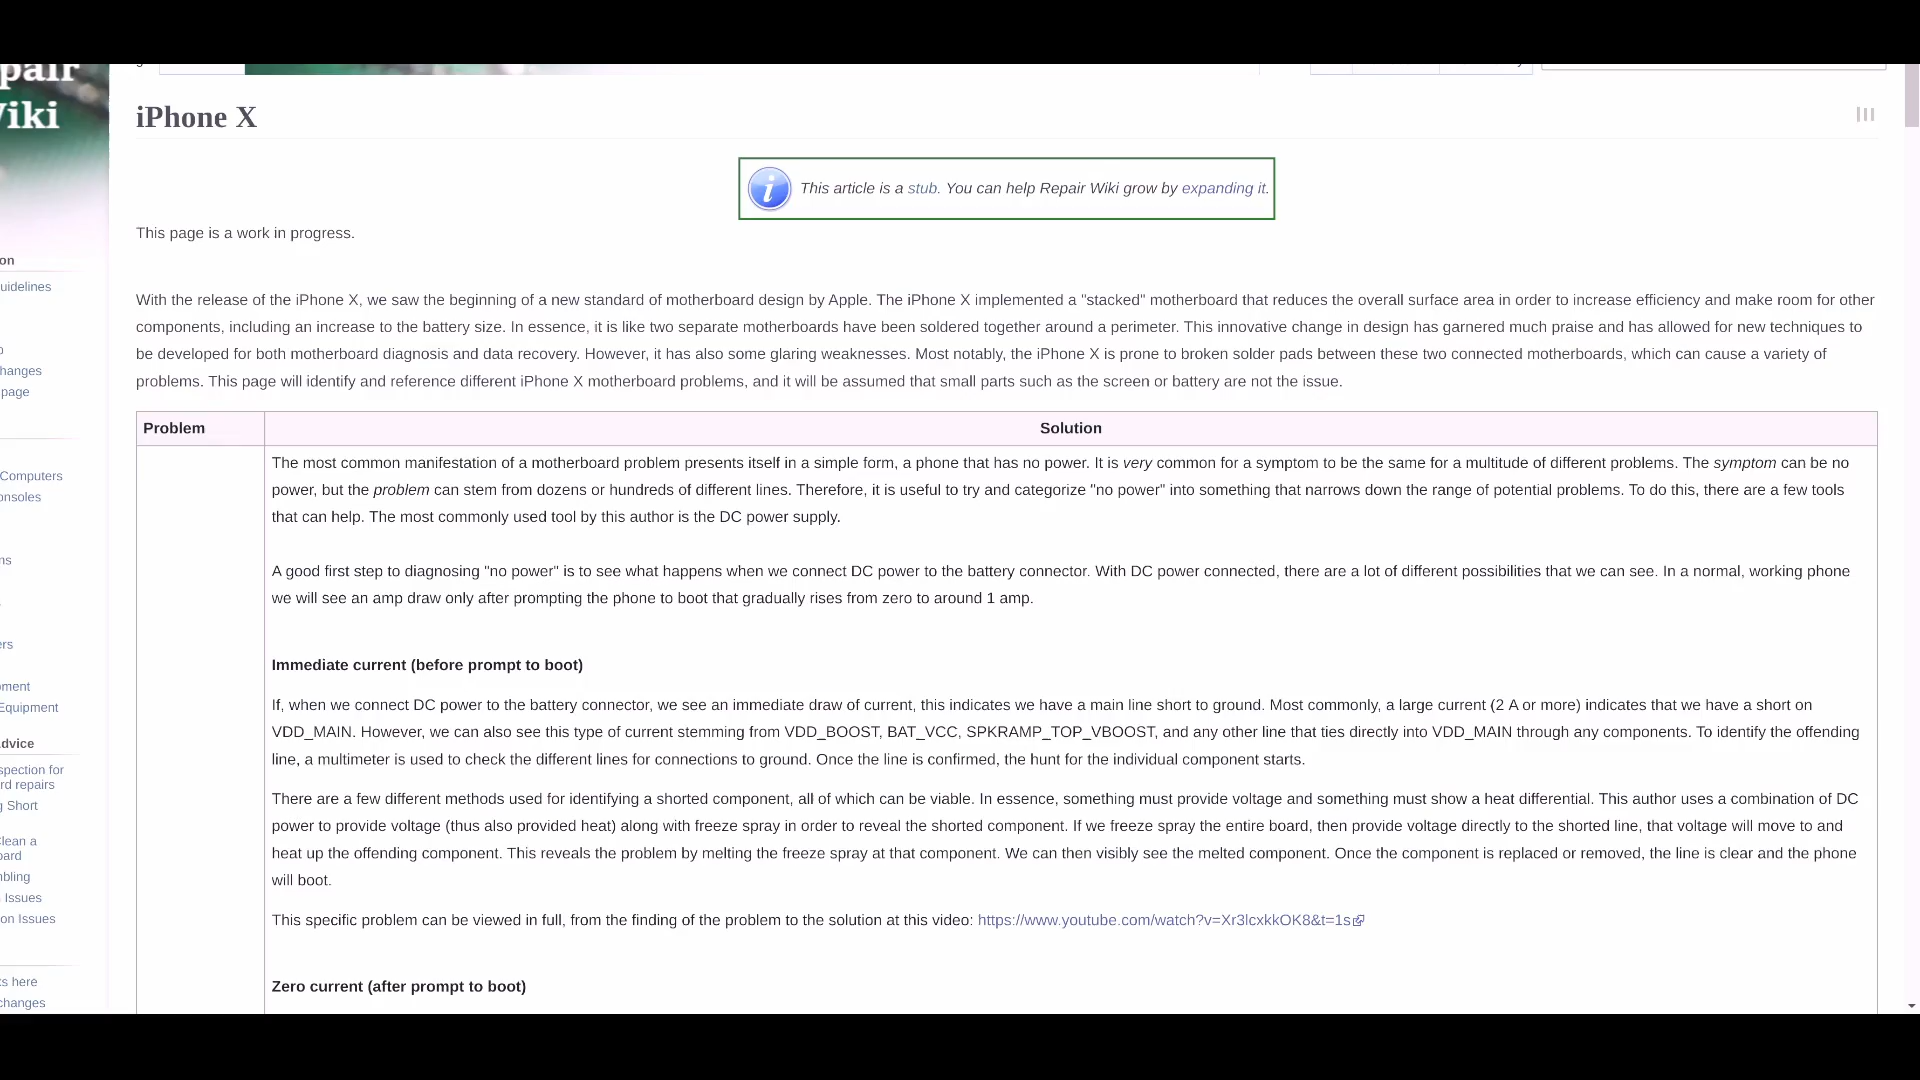 pair
Wiki
iPhone X
This article is a stub. You can help Repair Wiki grow by expanding it.
This page is a work in progress.
on
uidelines
With the release of the iPhone X, we saw the beginning of a new standard of motherboard design by Apple. The iPhone X implemented a "stacked" motherboard that reduces the overall surface area in order to increase efficiency and make room for other
components, including an increase to the battery size. In essence, it is like two separate motherboards have been soldered together around a perimeter. This innovative change in design has garnered much praise and has allowed for new techniques to
be developed for both motherboard diagnosis and data recovery. However, it has also some glaring weaknesses. Most notably, the iPhone X is prone to broken solder pads between these two connected motherboards, which can cause a variety of
problems. This page will identify and reference different iPhone X motherboard problems, and it will be assumed that small parts such as the screen or battery are not the issue.
hanges
page
Computers
onsoles
ns
ers
oment
Equipment
dvice
spection for
rd repairs
g Short
Clean a
oard
mbling
Issues
on Issues
ts here
changes
Problem
Solution
The most common manifestation of a motherboard problem presents itself in a simple form, a phone that has no power. It is very common for a symptom to be the same for a multitude of different problems. The symptom can be no
power, but the problem can stem from dozens or hundreds of different lines. Therefore, it is useful to try and categorize "no power" into something that narrows down the range of potential problems. To do this, there are a few tools
that can help. The most commonly used tool by this author is the DC power supply.
A good first step to diagnosing "no power" is to see what happens when we connect DC power to the battery connector. With DC power connected, there are a lot of different possibilities that we can see. In a normal, working phone
we will see an amp draw only after prompting the phone to boot that gradually rises from zero to around 1 amp.
Immediate current (before prompt to boot)
If, when we connect DC power to the battery connector, we see an immediate draw of current, this indicates we have a main line short to ground. Most commonly, a large current (2 A or more) indicates that we have a short on
VDD_MAIN. However, we can also see this type of current stemming from VDD_BOOST, BAT_VCC, SPKRAMP_TOP_VBOOST, and any other line that ties directly into VDD_MAIN through any components. To identify the offending
line, a multimeter is used to check the different lines for connections to ground. Once the line is confirmed, the hunt for the individual component starts.
There are a few different methods used for identifying a shorted component, all of which can be viable. In essence, something must provide voltage and something must show a heat differential. This author uses a combination of DC
power to provide voltage (thus also provided heat) along with freeze spray in order to reveal the shorted component. If we freeze spray the entire board, then provide voltage directly to the shorted line, that voltage will move to and
heat up the offending component. This reveals the problem by melting the freeze spray at that component. We can then visibly see the melted component. Once the component is replaced or removed, the line is clear and the phone
will boot.
This specific problem can be viewed in full, from the finding of the problem to the solution at this video: https://www.youtube.com/watch?v=Xr3lcxkkOK8&t=1s
Zero current (after prompt to boot)